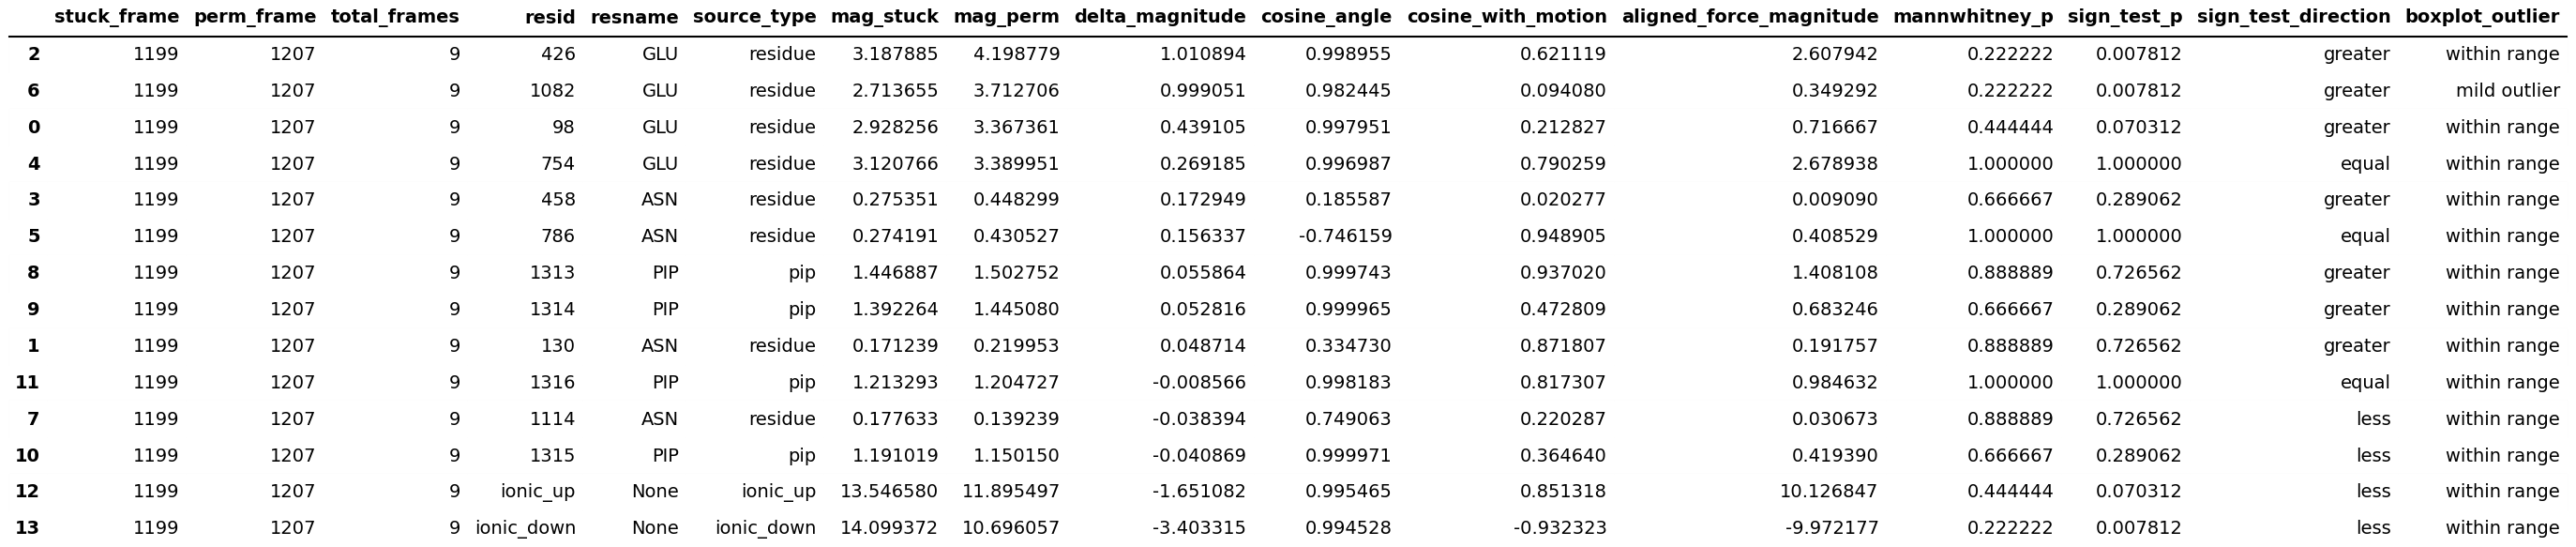 stuck_frame perm_frame total_frames resid resname source_type mag_stuck mag_perm delta_magnitude cosine_angle cosine_with_motion aligned_force_magnitude mannwhitney_p sign_test_p sign_test_direction boxplot_outlier
2 1199 1207 9 426 GLU residue 3.187885 4.198779 1.010894 0.998955 0.621119 2.607942 0.222222 0.007812 greater within range
6 1199 1207 9 1082 GLU residue 2.713655 3.712706 0.999051 0.982445 0.094080 0.349292 0.222222 0.007812 greater mild outlier
0 1199 1207 9 98 GLU residue 2.928256 3.367361 0.439105 0.997951 0.212827 0.716667 0.444444 0.070312 greater within range
4 1199 1207 9 754 GLU residue 3.120766 3.389951 0.269185 0.996987 0.790259 2.678938 1.000000 1.000000 equal within range
3 1199 1207 9 458 ASN residue 0.275351 0.448299 0.172949 0.185587 0.020277 0.009090 0.666667 0.289062 greater within range
5 1199 1207 9 786 ASN residue 0.274191 0.430527 0.156337 -0.746159 0.948905 0.408529 1.000000 1.000000 equal within range
8 1199 1207 9 1313 PIP pip 1.446887 1.502752 0.055864 0.999743 0.937020 1.408108 0.888889 0.726562 greater within range
9 1199 1207 9 1314 PIP pip 1.392264 1.445080 0.052816 0.999965 0.472809 0.683246 0.666667 0.289062 greater within range
1 1199 1207 9 130 ASN residue 0.171239 0.219953 0.048714 0.334730 0.871807 0.191757 0.888889 0.726562 greater within range
11 1199 1207 9 1316 PIP pip 1.213293 1.204727 -0.008566 0.998183 0.817307 0.984632 1.000000 1.000000 equal within range
7 1199 1207 9 1114 ASN residue 0.177633 0.139239 -0.038394 0.749063 0.220287 0.030673 0.888889 0.726562 less within range
10 1199 1207 9 1315 PIP pip 1.191019 1.150150 -0.040869 0.999971 0.364640 0.419390 0.666667 0.289062 less within range
12 1199 1207 9 ionic_up None ionic_up 13.546580 11.895497 -1.651082 0.995465 0.851318 10.126847 0.444444 0.070312 less within range
13 1199 1207 9 ionic_down None ionic_down 14.099372 10.696057 -3.403315 0.994528 -0.932323 -9.972177 0.222222 0.007812 less within range